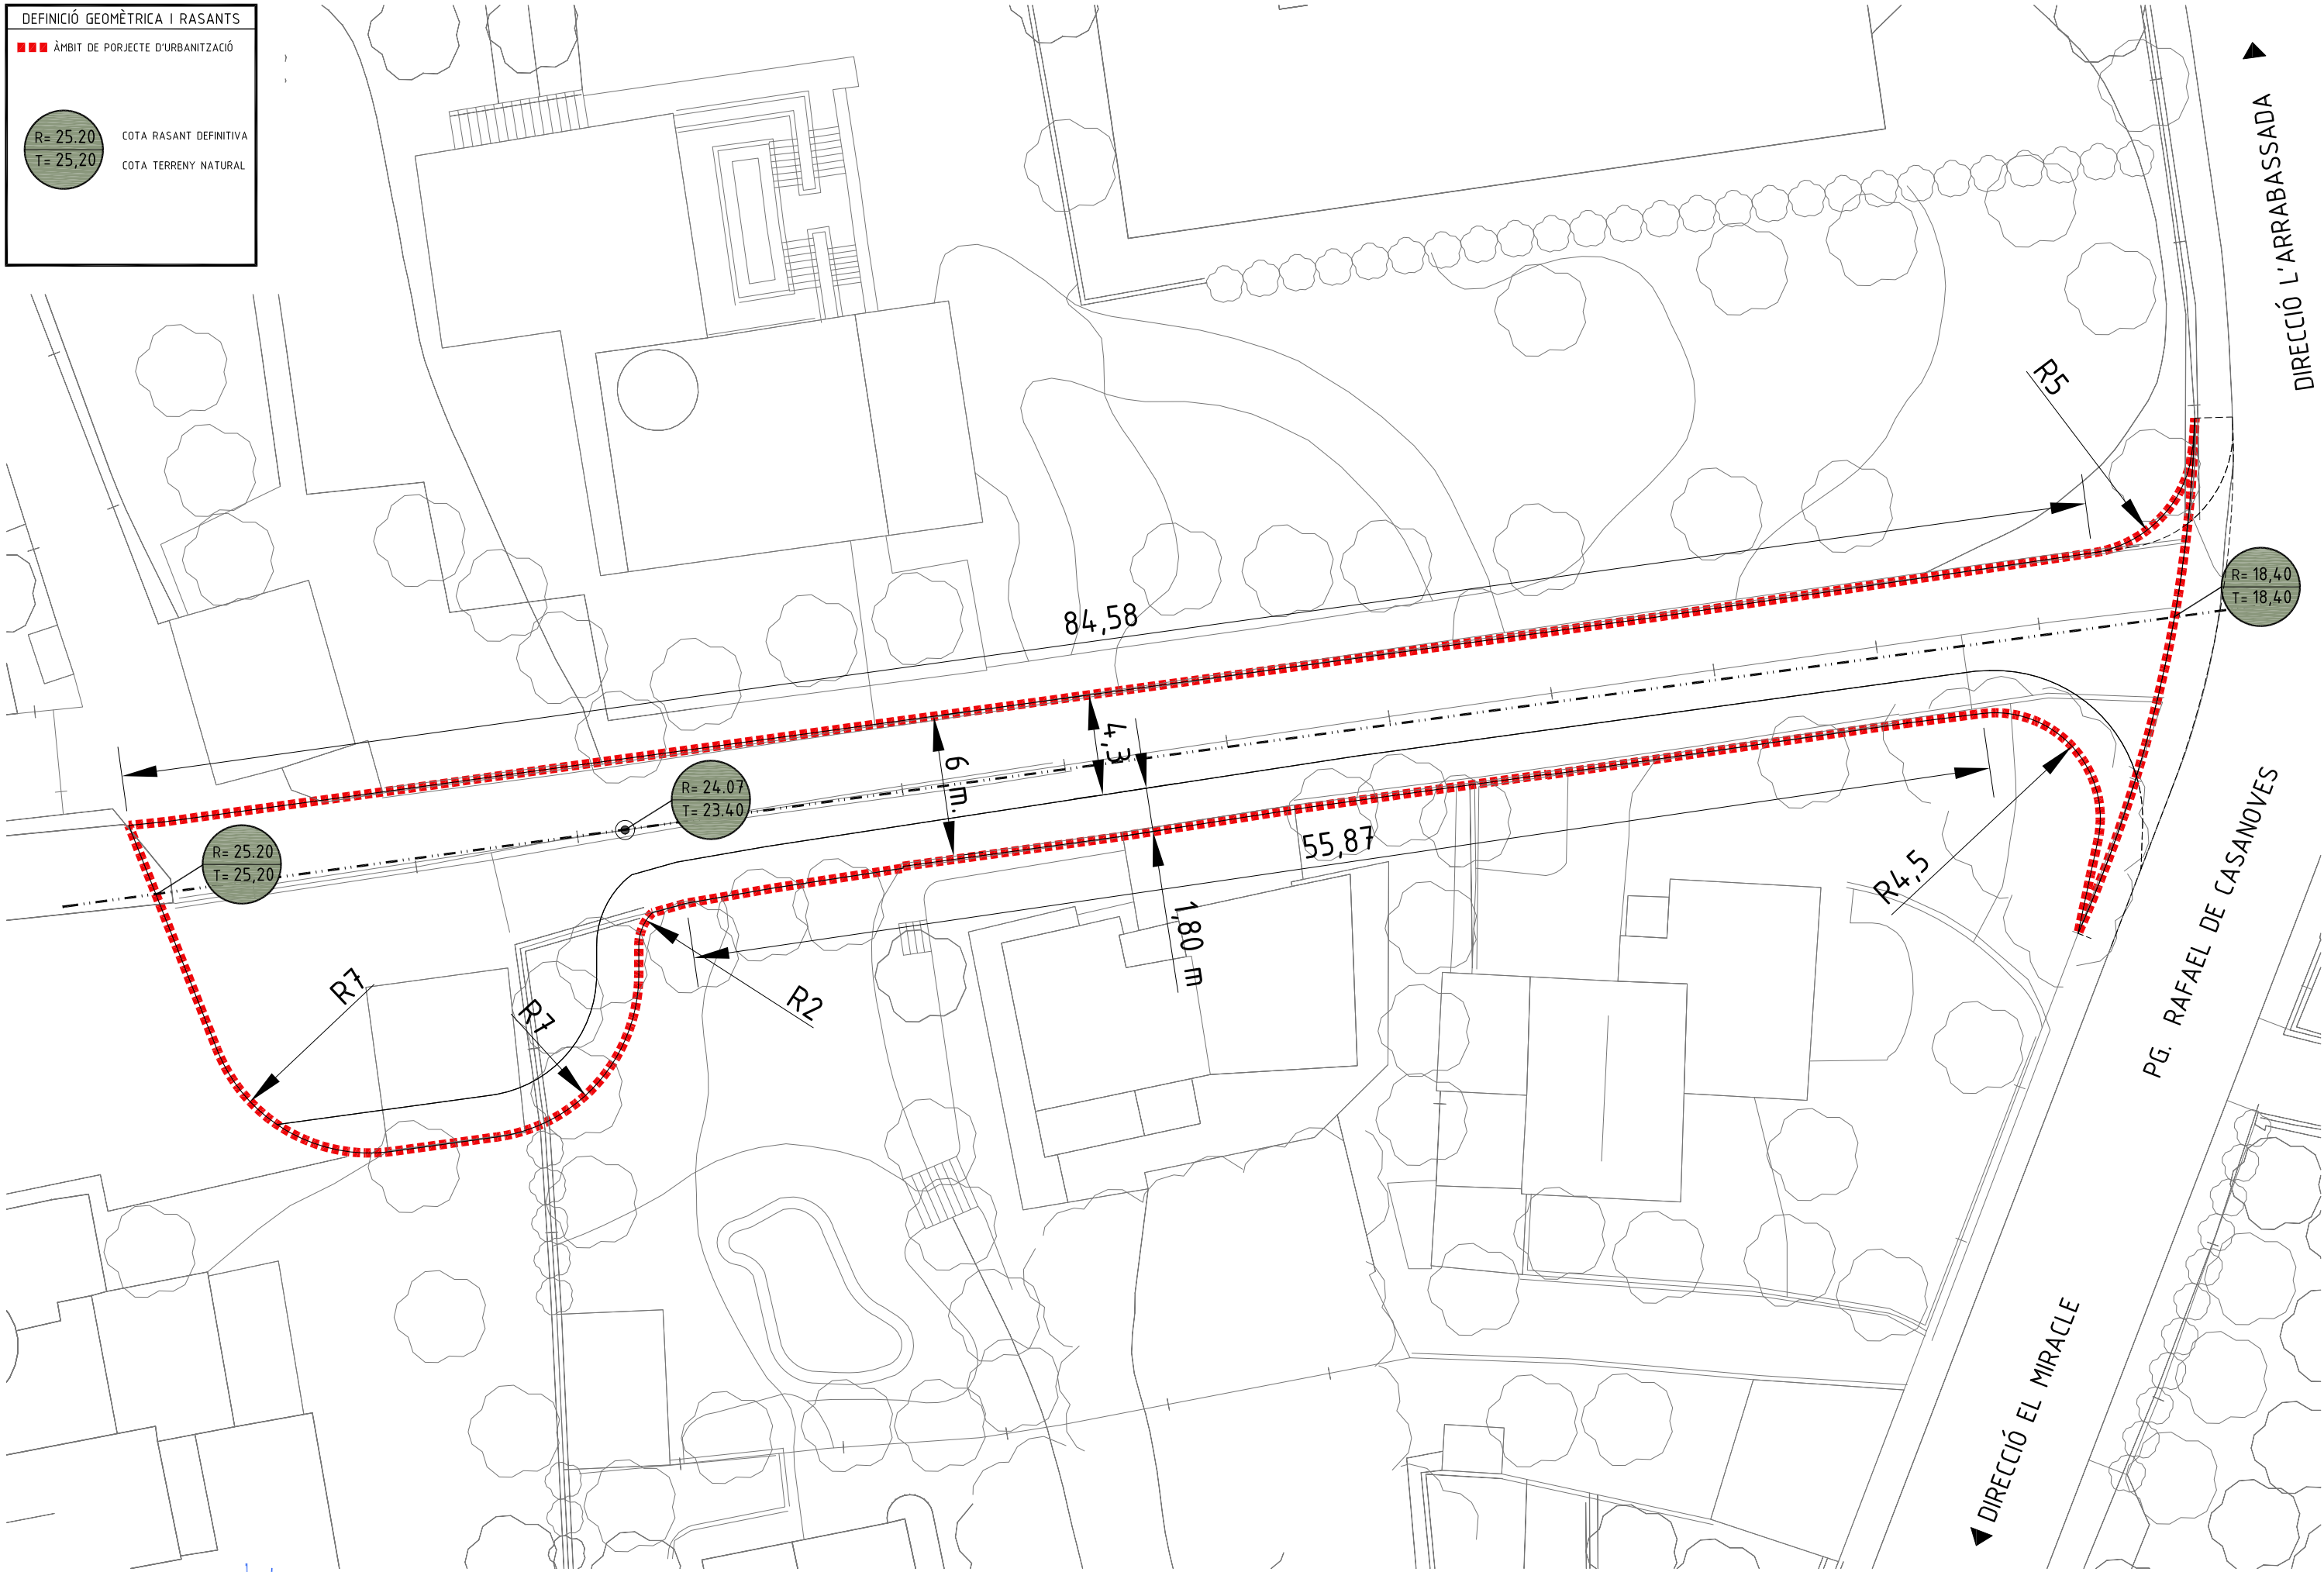 DEFINICIÓ GEOMÈTRICA I RASANTS
ÀMBIT DE PORJECTE D'URBANITZACIÓ
R= 25.20
T= 25,20
COTA RASANT DEFINITIVA
COTA TERRENY NATURAL
DIRECCIÓ L'ARRABASSADA
R5
R= 18,40
T= 18,40
84,58
4,3
6 m.
R= 24.07
T= 23.40
R= 25.20
T= 25,20
55,87
R4,5
1,80 m
R7
R7
R2
PG. RAFAEL DE CASANOVES
DIRECCIÓ EL MIRACLE